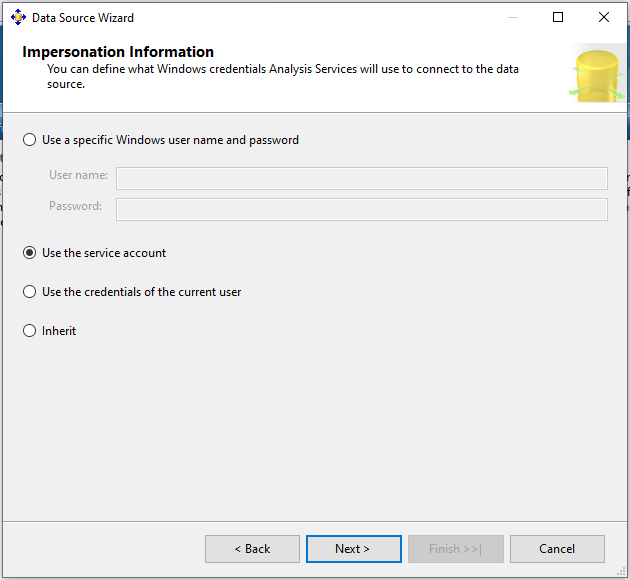 Data Source Wizard
Impersonation Information
You can define what Windows credentials Analysis Services will use to connect to the data
source.
Use a specific Windows user name and password
User name:
Password:
Use the service account
Use the credentials of the current user
Inherit
< Back
Next >
Finish >>|
Cancel